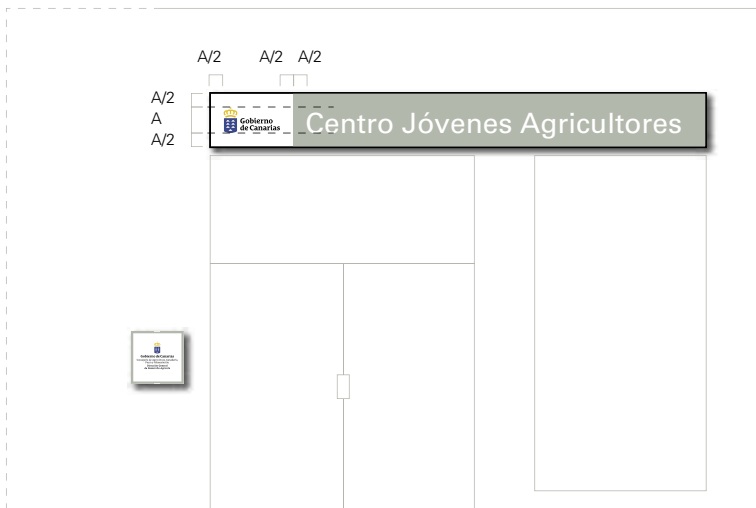 A/2 A/2 A/2
A/2
A
A/2
Gobierno
de Canarias
Centro Jóvenes Agricultores
Gobierno de Canarias